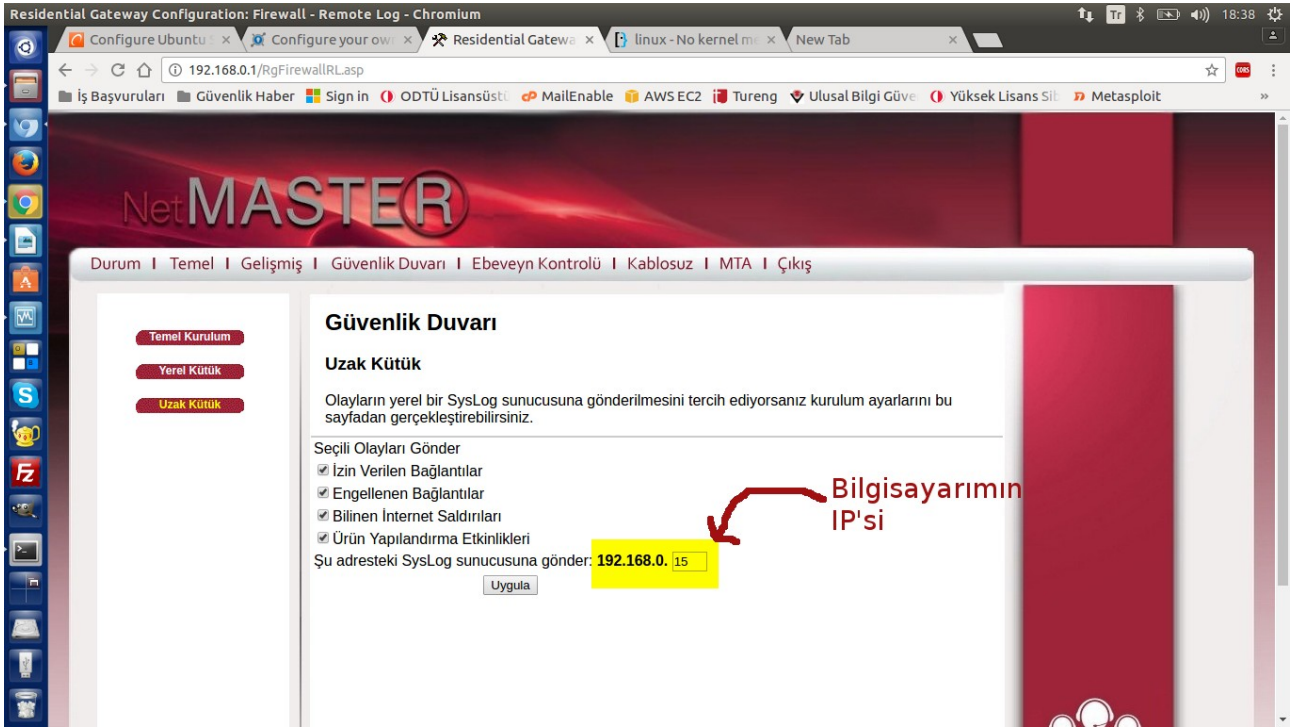 Residential Gateway Configuration: Firewall - Remote Log - Chromium
Tr
18:38
Configure Ubuntu S
Configure your own
Residential Gatewa
linux - No kernel me
New Tab
192.168.0.1/RgFirewallRL.asp
CORS
İş Başvuruları
Güvenlik Haber
Sign in
ODTÜ Lisansüstü
MailEnable
AWS EC2
Tureng
Ulusal Bilgi Güve
Yüksek Lisans Sib
Metasploit
»
NetMASTER
Durum I Temel I Gelişmiş I Güvenlik Duvarı I Ebeveyn Kontrolü I Kablosuz I MTA I Çıkış
Temel Kurulum
Yerel Kütük
Uzak Kütük
Güvenlik Duvarı
Uzak Kütük
Olayların yerel bir SysLog sunucusuna gönderilmesini tercih ediyorsanız kurulum ayarlarını bu
sayfadan gerçekleştirebilirsiniz.
Seçili Olayları Gönder
İzin Verilen Bağlantılar
Engellenen Bağlantılar
Bilinen İnternet Saldırıları
Ürün Yapılandırma Etkinlikleri
Şu adresteki SysLog sunucusuna gönder: 192.168.0. 15
Uygula
Bilgisayarımın
IP'si